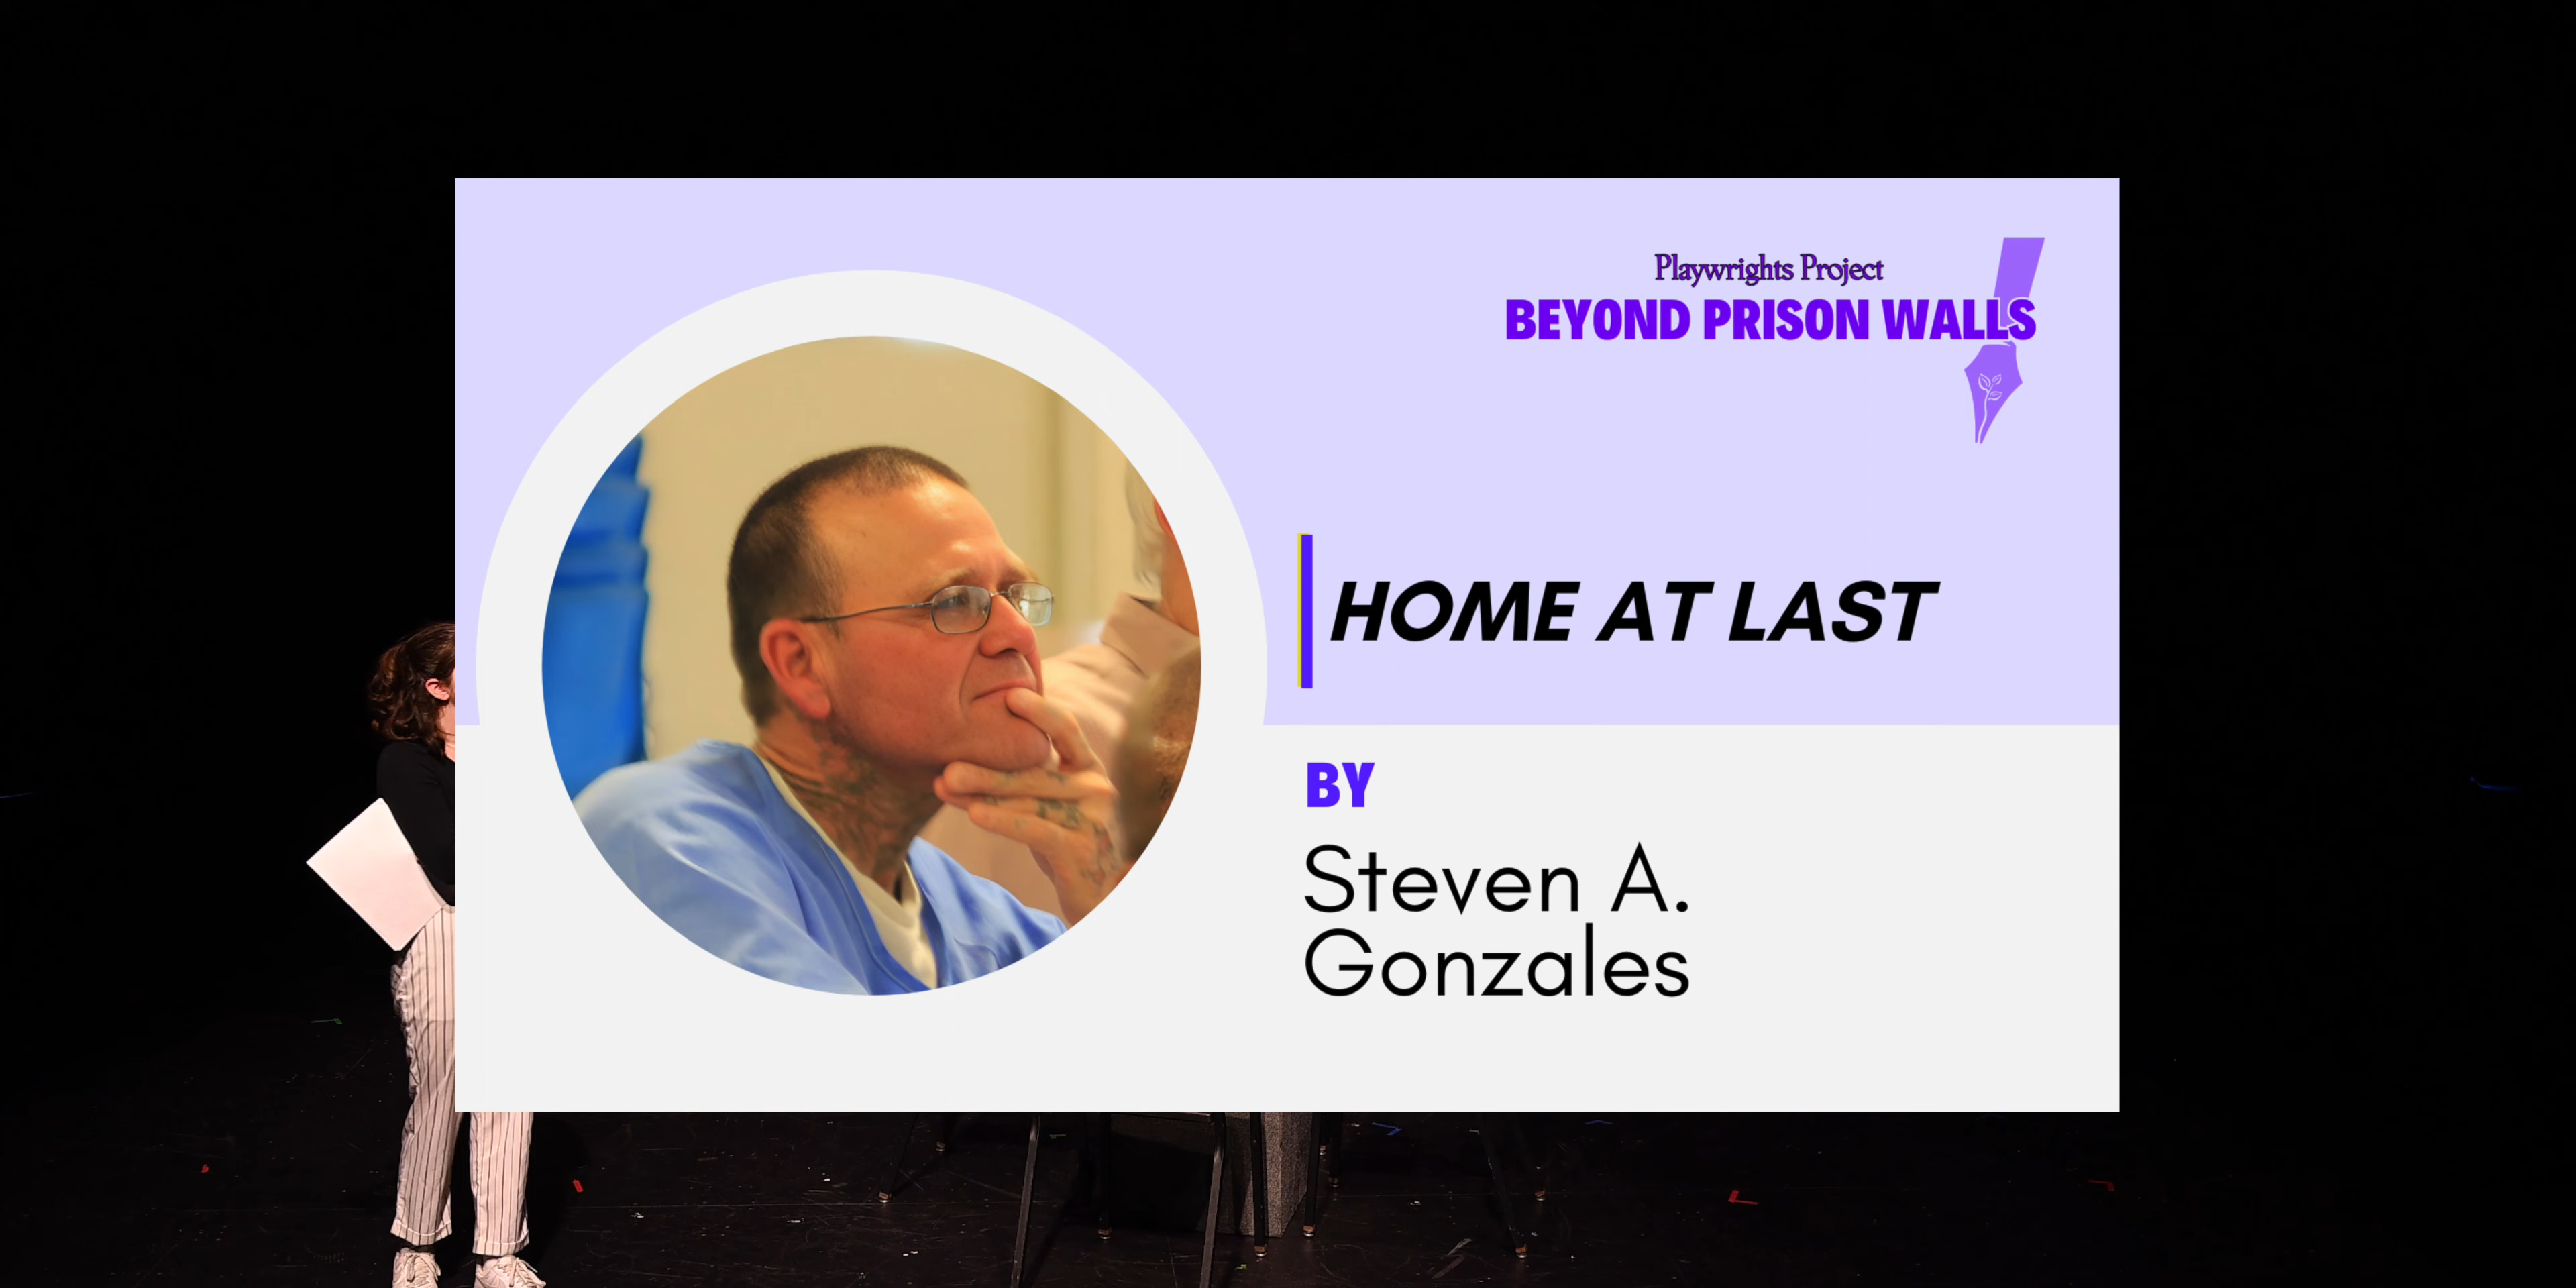 Playwrights Project
BEYOND PRISON WALLS
HOME AT LAST
BY
Steven A.
Gonzales